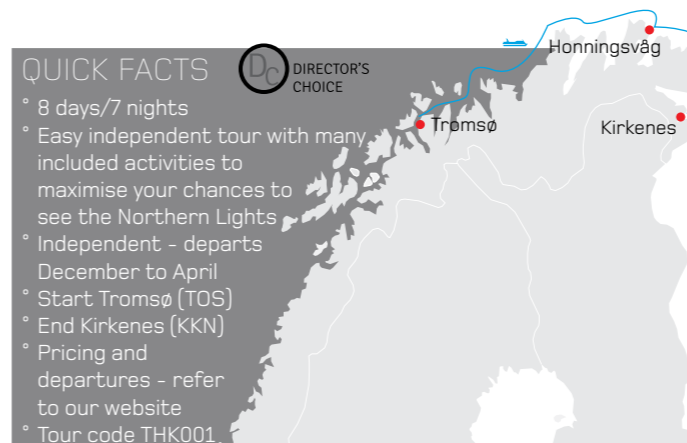 QUICK FACTS
DC
DIRECTOR'S
CHOICE
° 8 days/7 nights
° Easy independent tour with many
included activities to
maximise your chances to
see the Northern Lights
° Independent - departs
December to April
° Start Tromsø (TOS)
° End Kirkenes (KKN)
° Pricing and
departures - refer
to our website
° Tour code THK001
Honningsvåg
Tromsø
Kirkenes